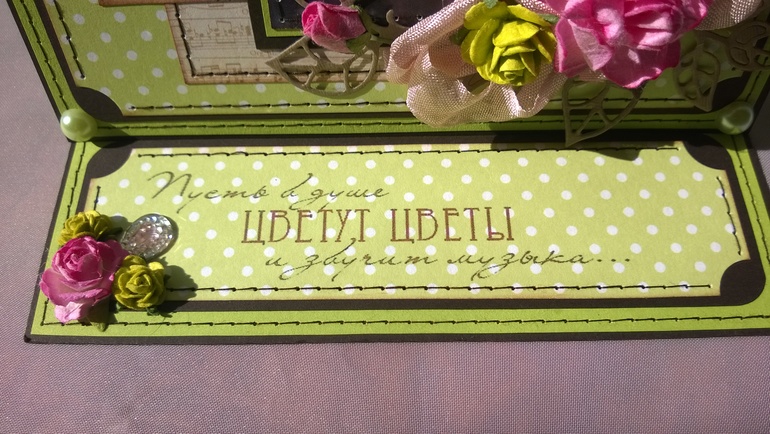 Пусть в душе
ЦВЕТУТ ЦВЕТЫ
и звучит музыка...